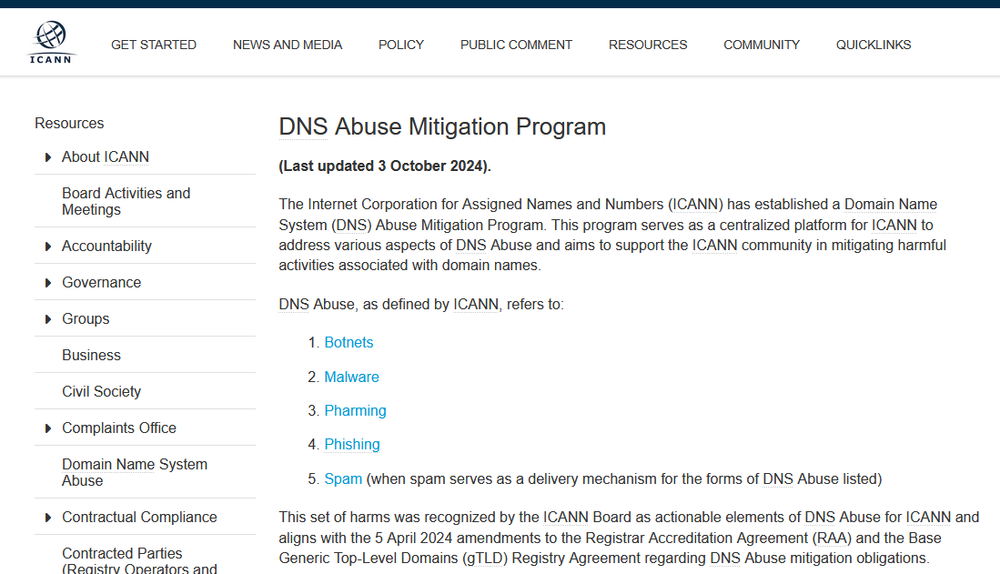 ICANN
GET STARTED
NEWS AND MEDIA
POLICY
PUBLIC COMMENT
RESOURCES
COMMUNITY
QUICKLINKS
Resources
About ICANN
Board Activities and
Meetings
Accountability
Governance
Groups
Business
Civil Society
Complaints Office
Domain Name System
Abuse
Contractual Compliance
Contracted Parties
(Registry Operators and
DNS Abuse Mitigation Program
(Last updated 3 October 2024).
The Internet Corporation for Assigned Names and Numbers (ICANN) has established a Domain Name
System (DNS) Abuse Mitigation Program. This program serves as a centralized platform for ICANN to
address various aspects of DNS Abuse and aims to support the ICANN community in mitigating harmful
activities associated with domain names.
DNS Abuse, as defined by ICANN, refers to:
1. Botnets
2. Malware
3. Pharming
4. Phishing
5. Spam (when spam serves as a delivery mechanism for the forms of DNS Abuse listed)
This set of harms was recognized by the ICANN Board as actionable elements of DNS Abuse for ICANN and
aligns with the 5 April 2024 amendments to the Registrar Accreditation Agreement (RAA) and the Base
Generic Top-Level Domains (gTLD) Registry Agreement regarding DNS Abuse mitigation obligations.